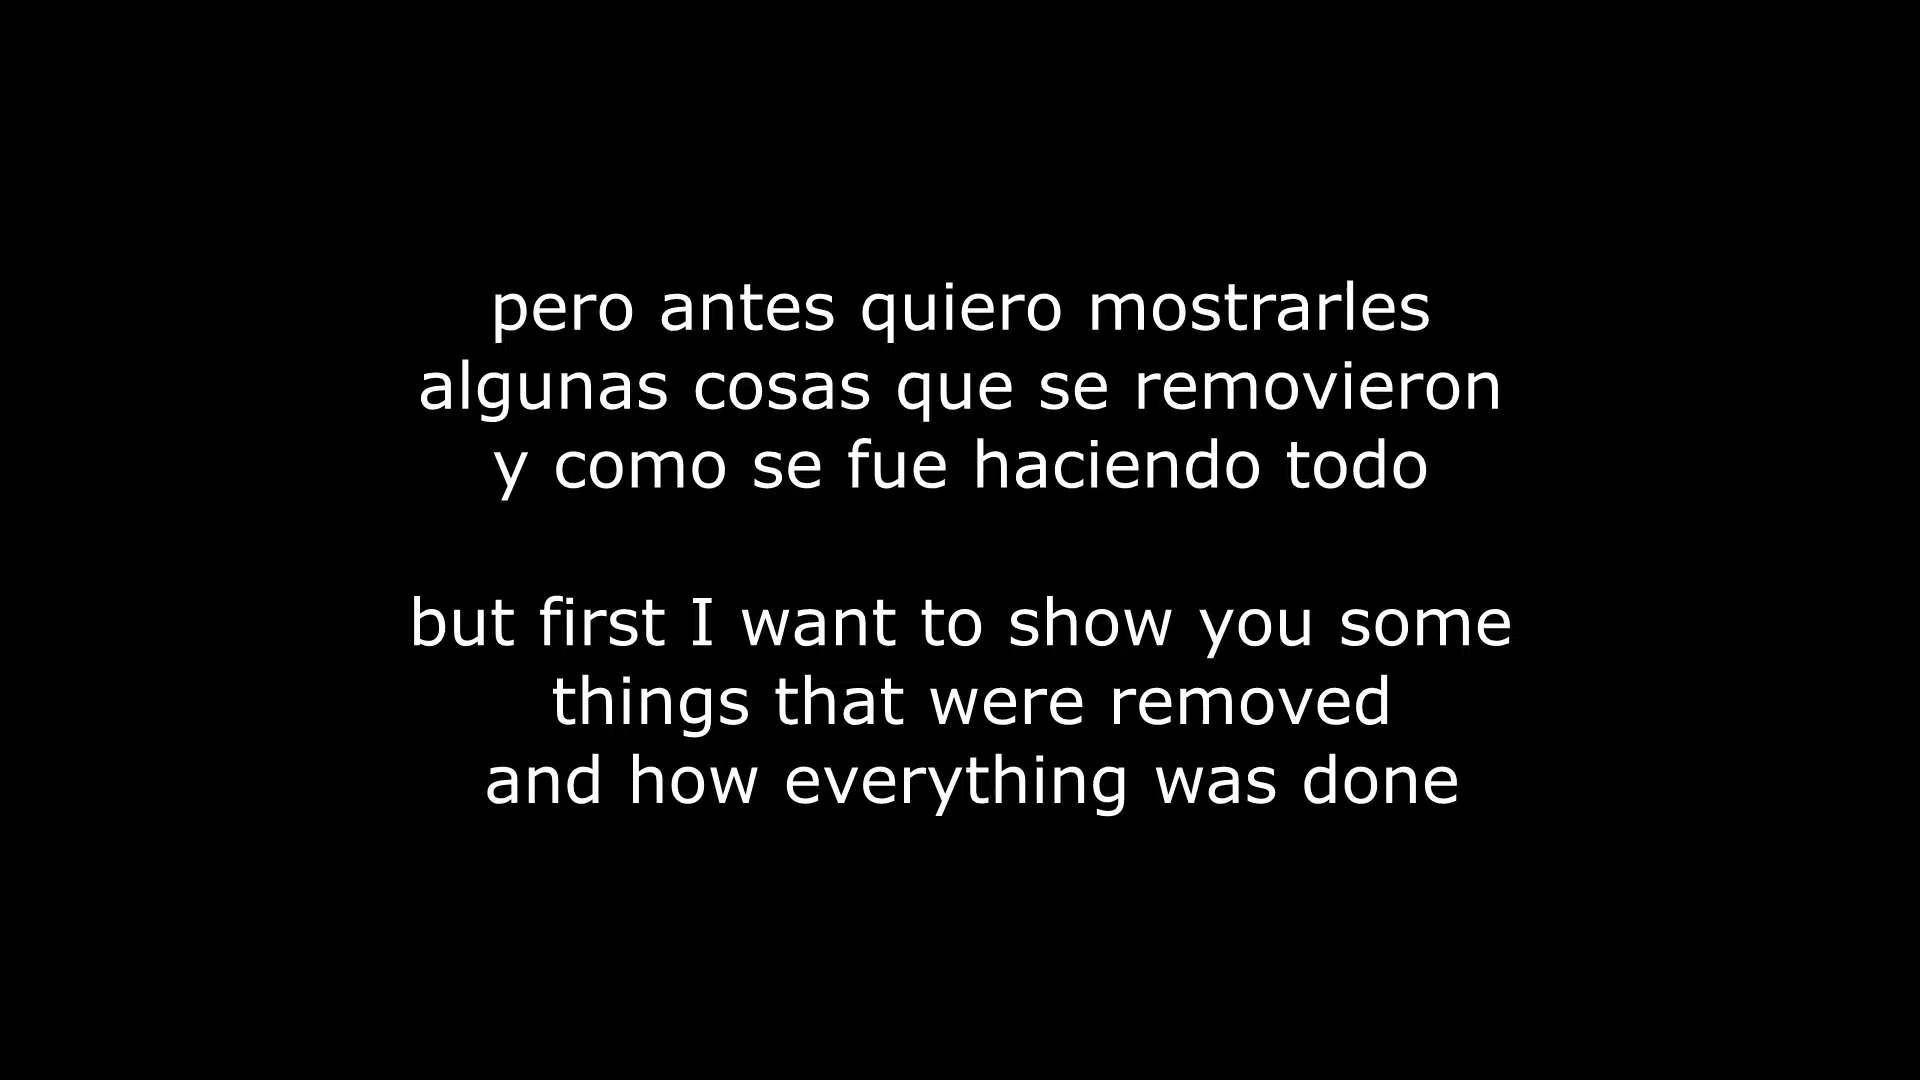 pero antes quiero mostrarles
algunas cosas que se removieron
y como se fue haciendo todo
but first I want to show you some
things that were removed
and how everything was done